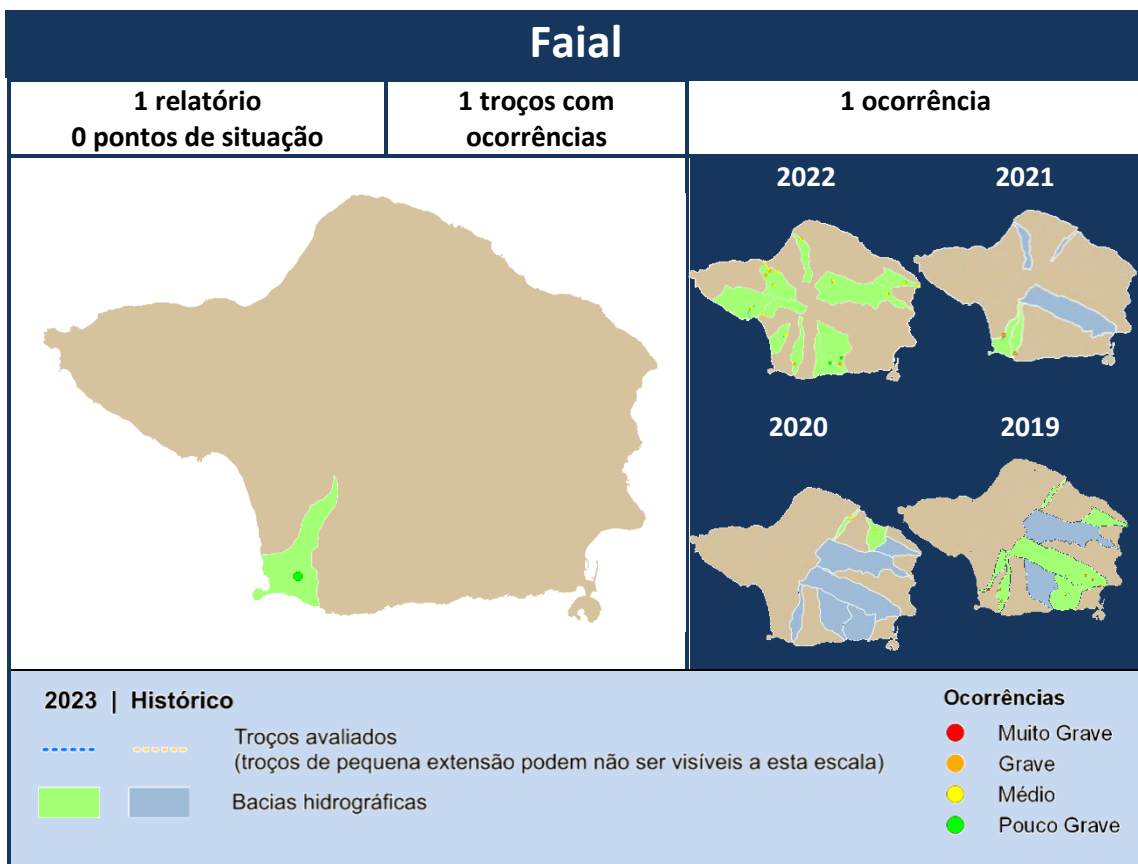 Faial
1 relatório
0 pontos de situação
1 troços com
ocorrências
1 ocorrência
2022
2021
2020
2019
2023 | Histórico
Troços avaliados
(troços de pequena extensão podem não ser visíveis a esta escala)
Bacias hidrográficas
Ocorrências
Muito Grave
Grave
Médio
Pouco Grave